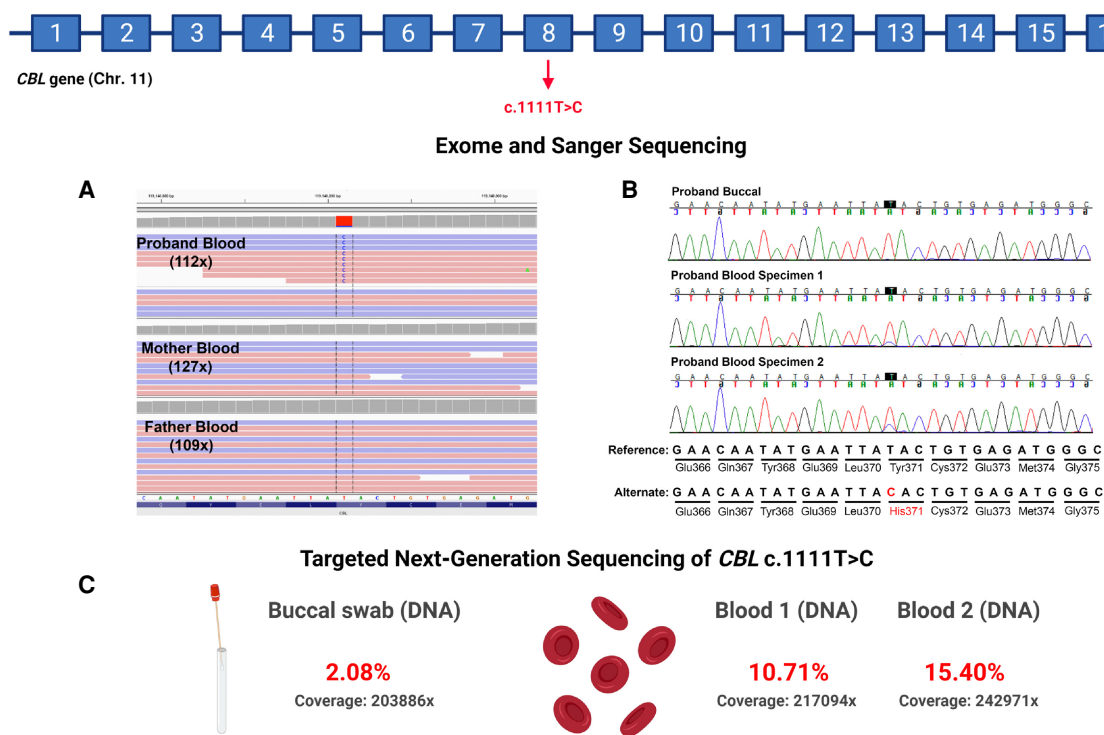 1 2 3 4 5 6 7 8 9 10 11 12 13 14 15 1
CBL gene (Chr. 11)
c.1111T>C
Exome and Sanger Sequencing
A
Proband Blood
(112x)
C
C
C
C
C
C
C
Mother Blood
(127x)
Father Blood
(109x)
C A A T A T G A A T T A T A C T G T G A G A T G
CBL
B
Proband Buccal
G A A C A A T A T G A A T T A T A C T G T G A G A T G G G C
Proband Blood Specimen 1
G A A C A A T A T G A A T T A T A C T G T G A G A T G G G C
Proband Blood Specimen 2
G A A C A A T A T G A A T T A T A C T G T G A G A T G G G C
Reference: G A A C A A T A T G A A T T A T A C T G T G A G A T G G G C
Glu366 Gln367 Tyr368 Glu369 Leu370 Tyr371 Cys372 Glu373 Met374 Gly375
Alternate: G A A C A A T A T G A A T T A C A C T G T G A G A T G G G C
Glu366 Gln367 Tyr368 Glu369 Leu370 His371 Cys372 Glu373 Met374 Gly375
Targeted Next-Generation Sequencing of CBL c.1111T>C
C
Buccal swab (DNA)
2.08%
Coverage: 203886x
Blood 1 (DNA)
10.71%
Coverage: 217094x
Blood 2 (DNA)
15.40%
Coverage: 242971x